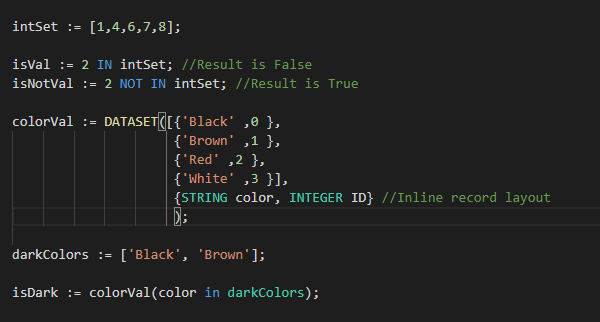 intSet := [1,4,6,7,8];
isVal := 2 IN intSet; //Result is False
isNotVal := 2 NOT IN intSet; //Result is True
colorVal := DATASET([{'Black' ,0 },
{'Brown' ,1 },
{'Red' ,2 },
{'White' ,3 }],
{STRING color, INTEGER ID} //Inline record layout
);
darkColors := ['Black', 'Brown'];
isDark := colorVal(color in darkColors);